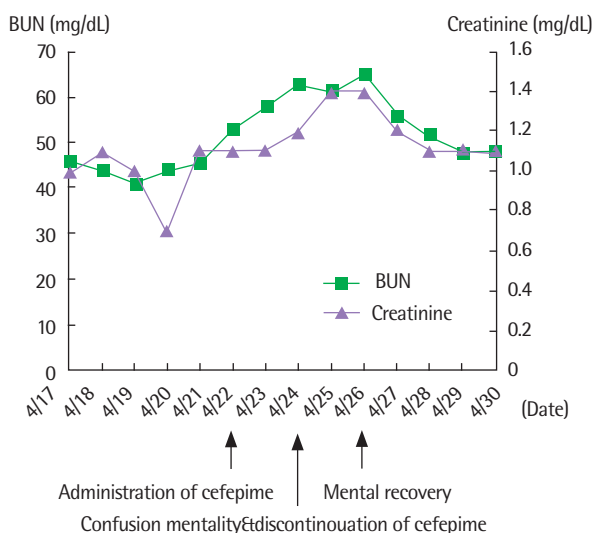 BUN (mg/dL) Creatinine (mg/dL)
70 1.6
60 1.4
50 1.2
40 1.0
30 0.8
20 0.6
10 0.4
0 0.2
0
BUN
Creatinine
4/17 4/18 4/19 4/20 4/21 4/22 4/23 4/24 4/25 4/26 4/27 4/28 4/29 4/30 (Date)
Administration of cefepime Mental recovery
Confusion mentality&discontinouation of cefepime